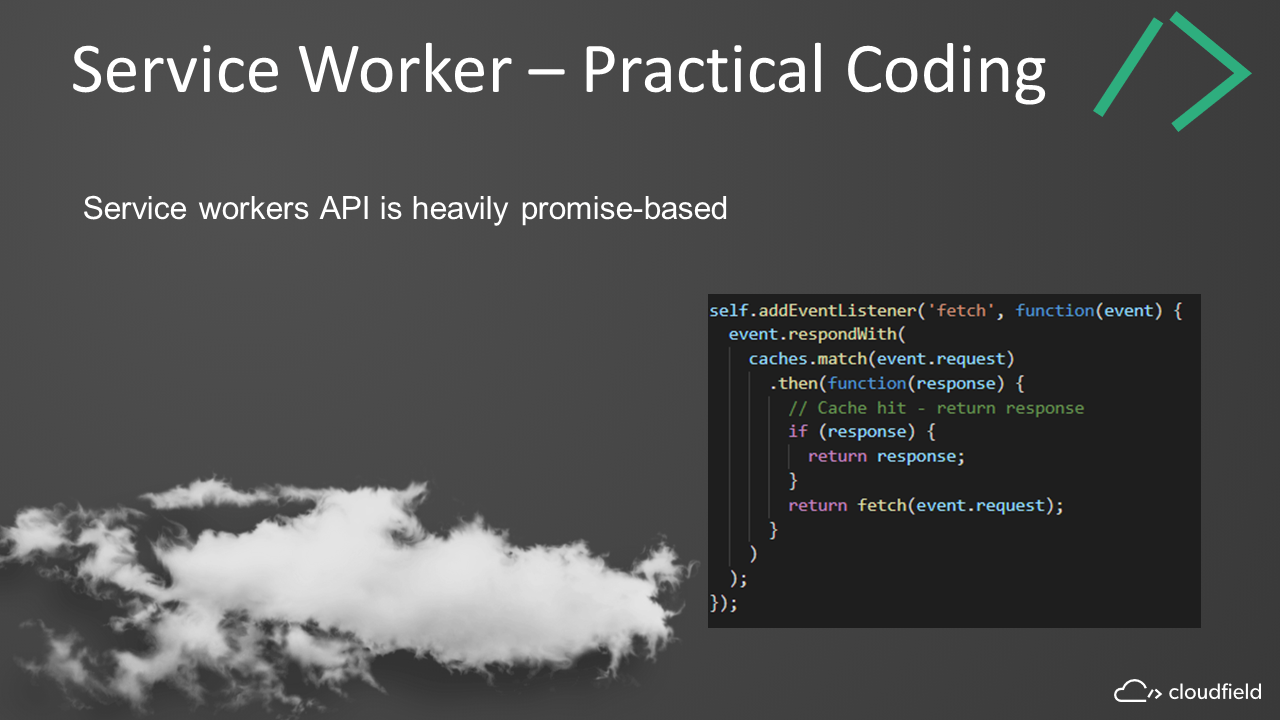 Service Worker – Practical Coding
Service workers API is heavily promise-based
self.addEventListener('fetch', function(event) {
  event.respondWith(
    caches.match(event.request)
      .then(function(response) {
        // Cache hit - return response
        if (response) {
          return response;
        }
        return fetch(event.request);
      }
    )
  );
});
cloudfield